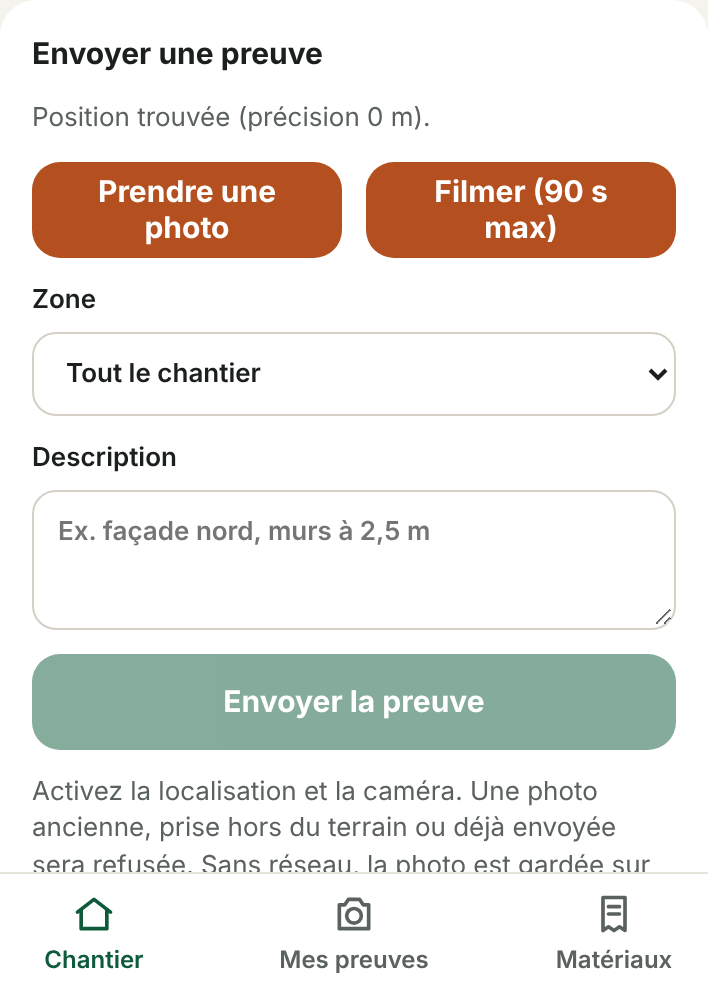 Envoyer une preuve
Position trouvée (précision 0 m).
Prendre une
photo
Filmer (90 s
max)
Zone
Tout le chantier
Description
Ex. façade nord, murs à 2,5 m
Envoyer la preuve
Activez la localisation et la caméra. Une photo
ancienne, prise hors du terrain ou déjà envoyée
sera refusée. Sans réseau, la photo est gardée sur
Chantier
Mes preuves
Matériaux